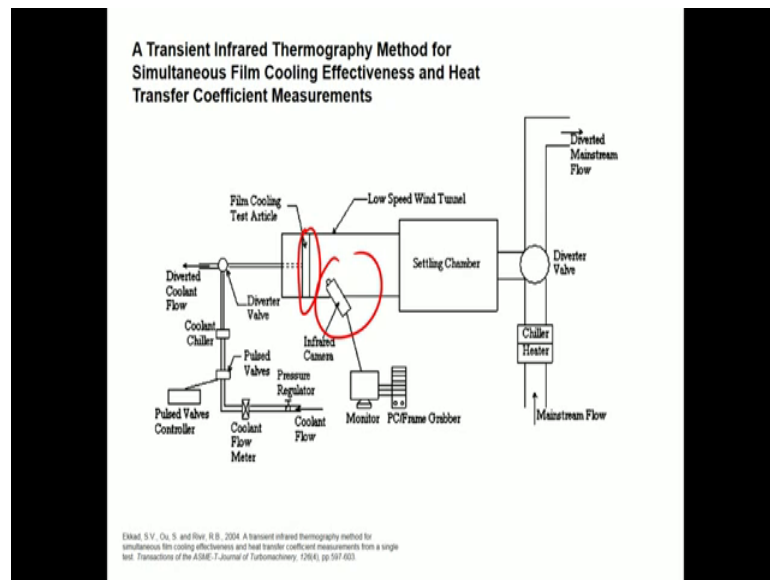 A Transient Infrared Thermography Method for
Simultaneous Film Cooling Effectiveness and Heat
Transfer Coefficient Measurements
Diverted
Mainstream
Flow
Film Cooling
Test Article
Low Speed Wind Tunnel
Settling Chamber
Diverter
Valve
Diverted
Coolant
Flow
Diverter
Valve
Coolant
Chiller
Infrared
Camera
Chiller
Heater
Pulsed
Valves
Pressure
Regulator
Pulsed Valves
Controller
Coolant
Flow
Meter
Coolant
Flow
Monitor
PC/Frame Grabber
Mainstream Flow
Ekkad, S.V., Ou, S. and Rivir, R.B., 2004. A transient infrared thermography method for
simultaneous film cooling effectiveness and heat transfer coefficient measurements from a single
test. Transactions of the ASME-T-Journal of Turbomachinery, 126(4), pp.597-603.